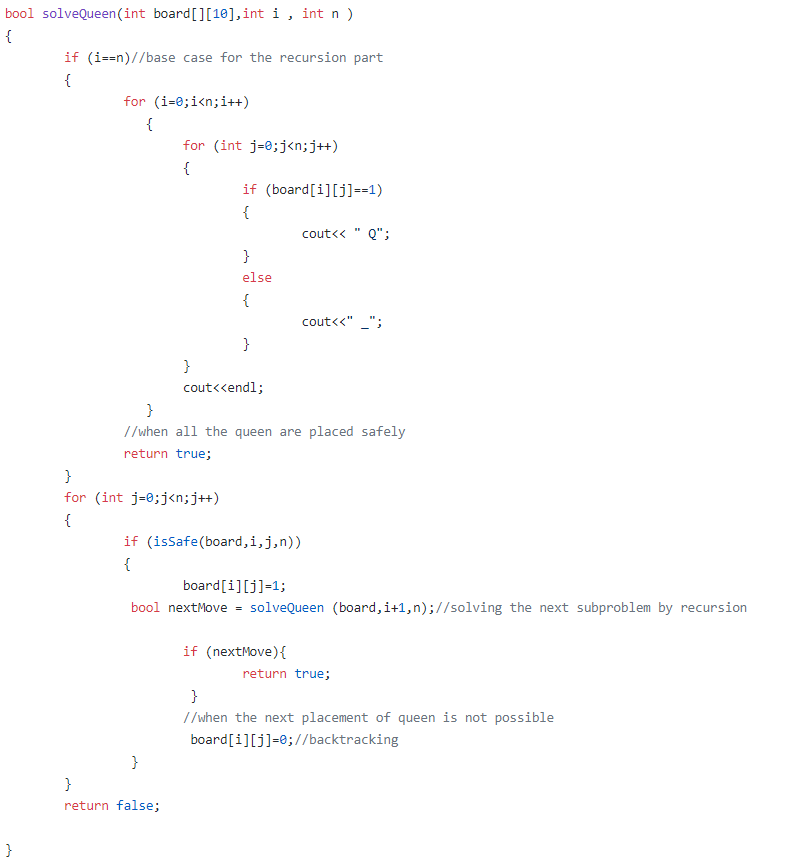 bool solveQueen(int board[][10],int i , int n )
{
if (i==n)//base case for the recursion part
{
for (i=0;i<n;i++)
{
for (int j=0;j<n;j++)
{
if (board[i][j]==1)
{
cout<< " Q";
}
else
{
cout<<" _";
}
}
cout<<endl;
}
//when all the queen are placed safely
return true;
}
for (int j=0;j<n;j++)
{
if (isSafe(board,i,j,n))
{
board[i][j]=1;
bool nextMove = solveQueen (board,i+1,n);//solving the next subproblem by recursion
if (nextMove){
return true;
}
//when the next placement of queen is not possible
board[i][j]=0;//backtracking
}
}
return false;
}